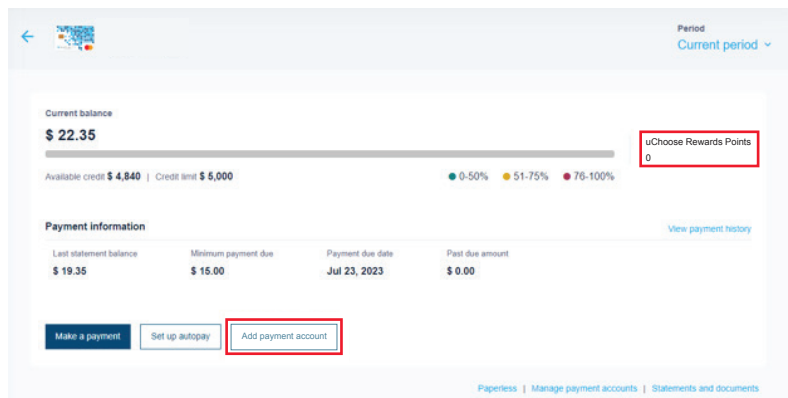 Period
Current period
Current balance
$ 22.35
uChoose Rewards Points
0
Available credit $ 4,840 | Credit limit $ 5,000
0-50% 51-75% 76-100%
Payment information
View payment history
Last statement balance Minimum payment due Payment due date Past due amount
$ 19.35 $ 15.00 Jul 23, 2023 $ 0.00
Make a payment Set up autopay Add payment account
Paperless | Manage payment accounts | Statements and documents